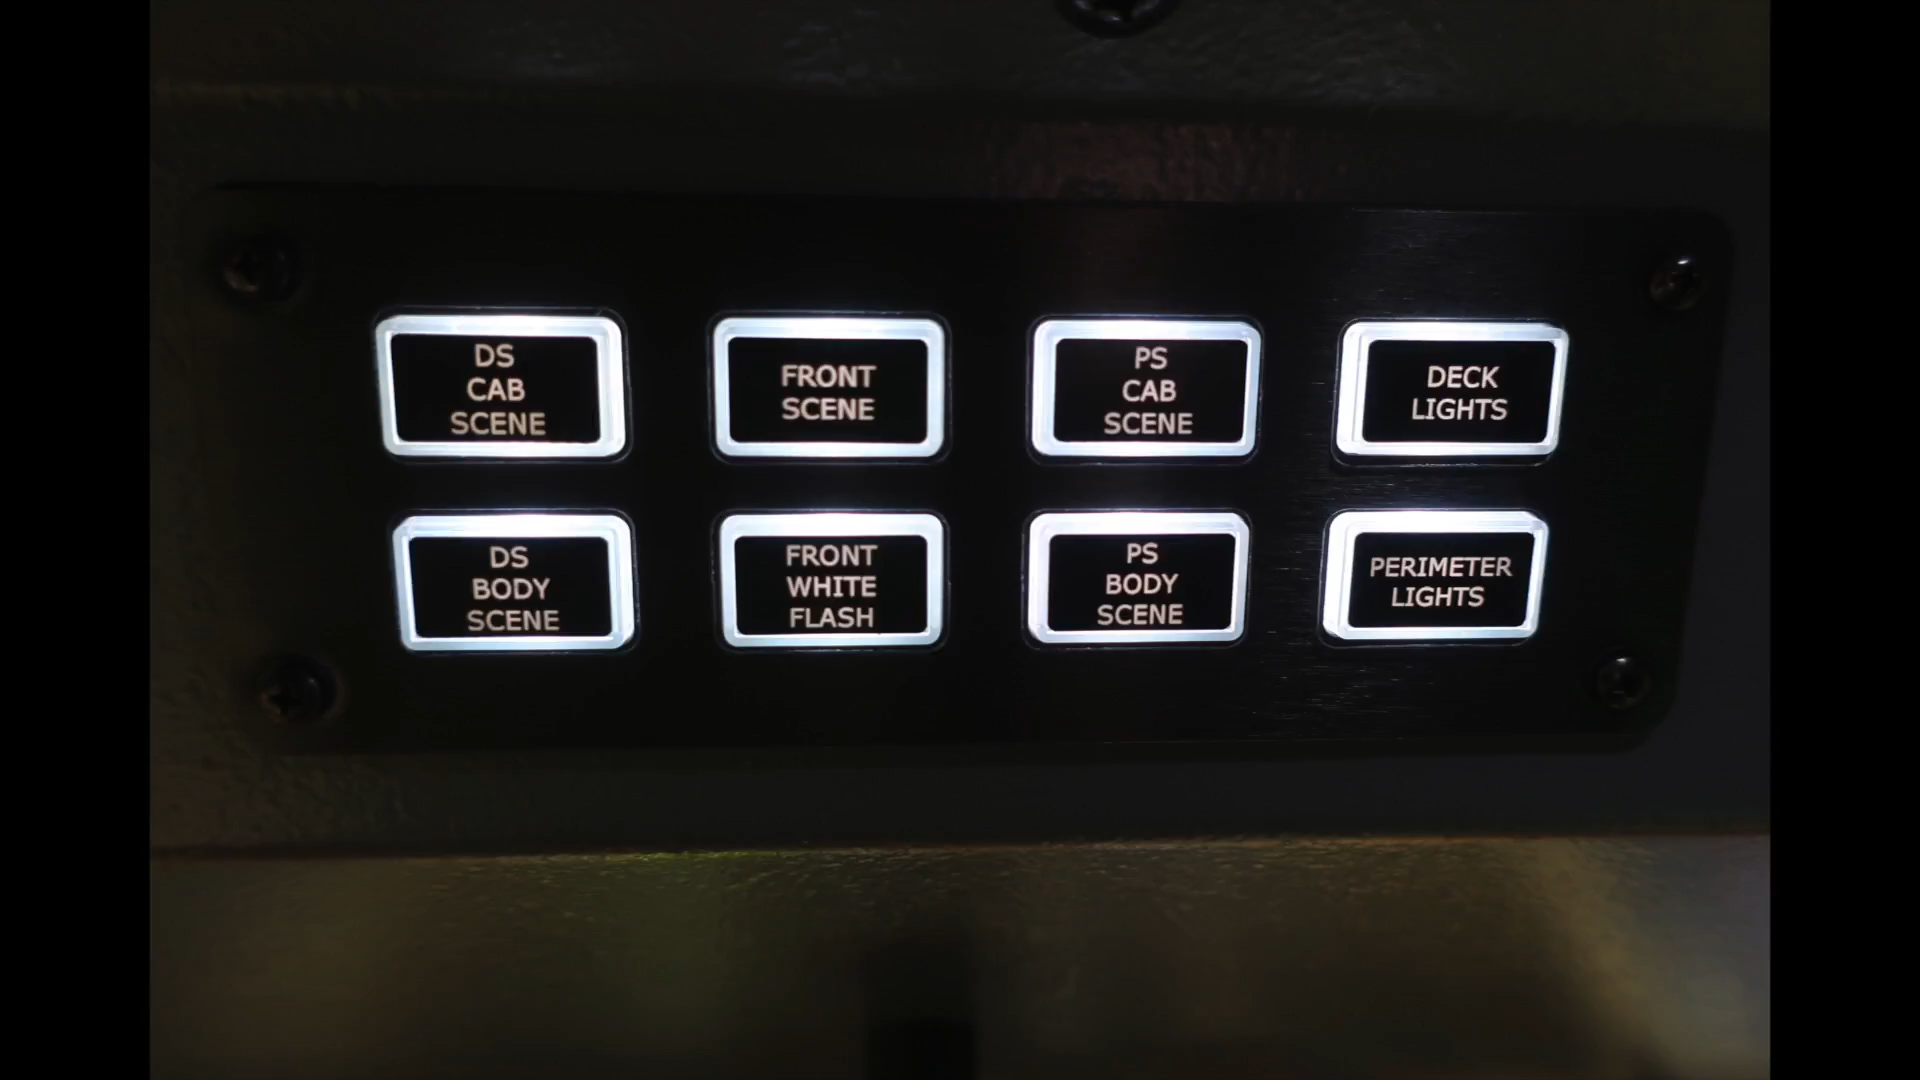 DS
CAB
SCENE
FRONT
SCENE
PS
CAB
SCENE
DECK
LIGHTS
DS
BODY
SCENE
FRONT
WHITE
FLASH
PS
BODY
SCENE
PERIMETER
LIGHTS